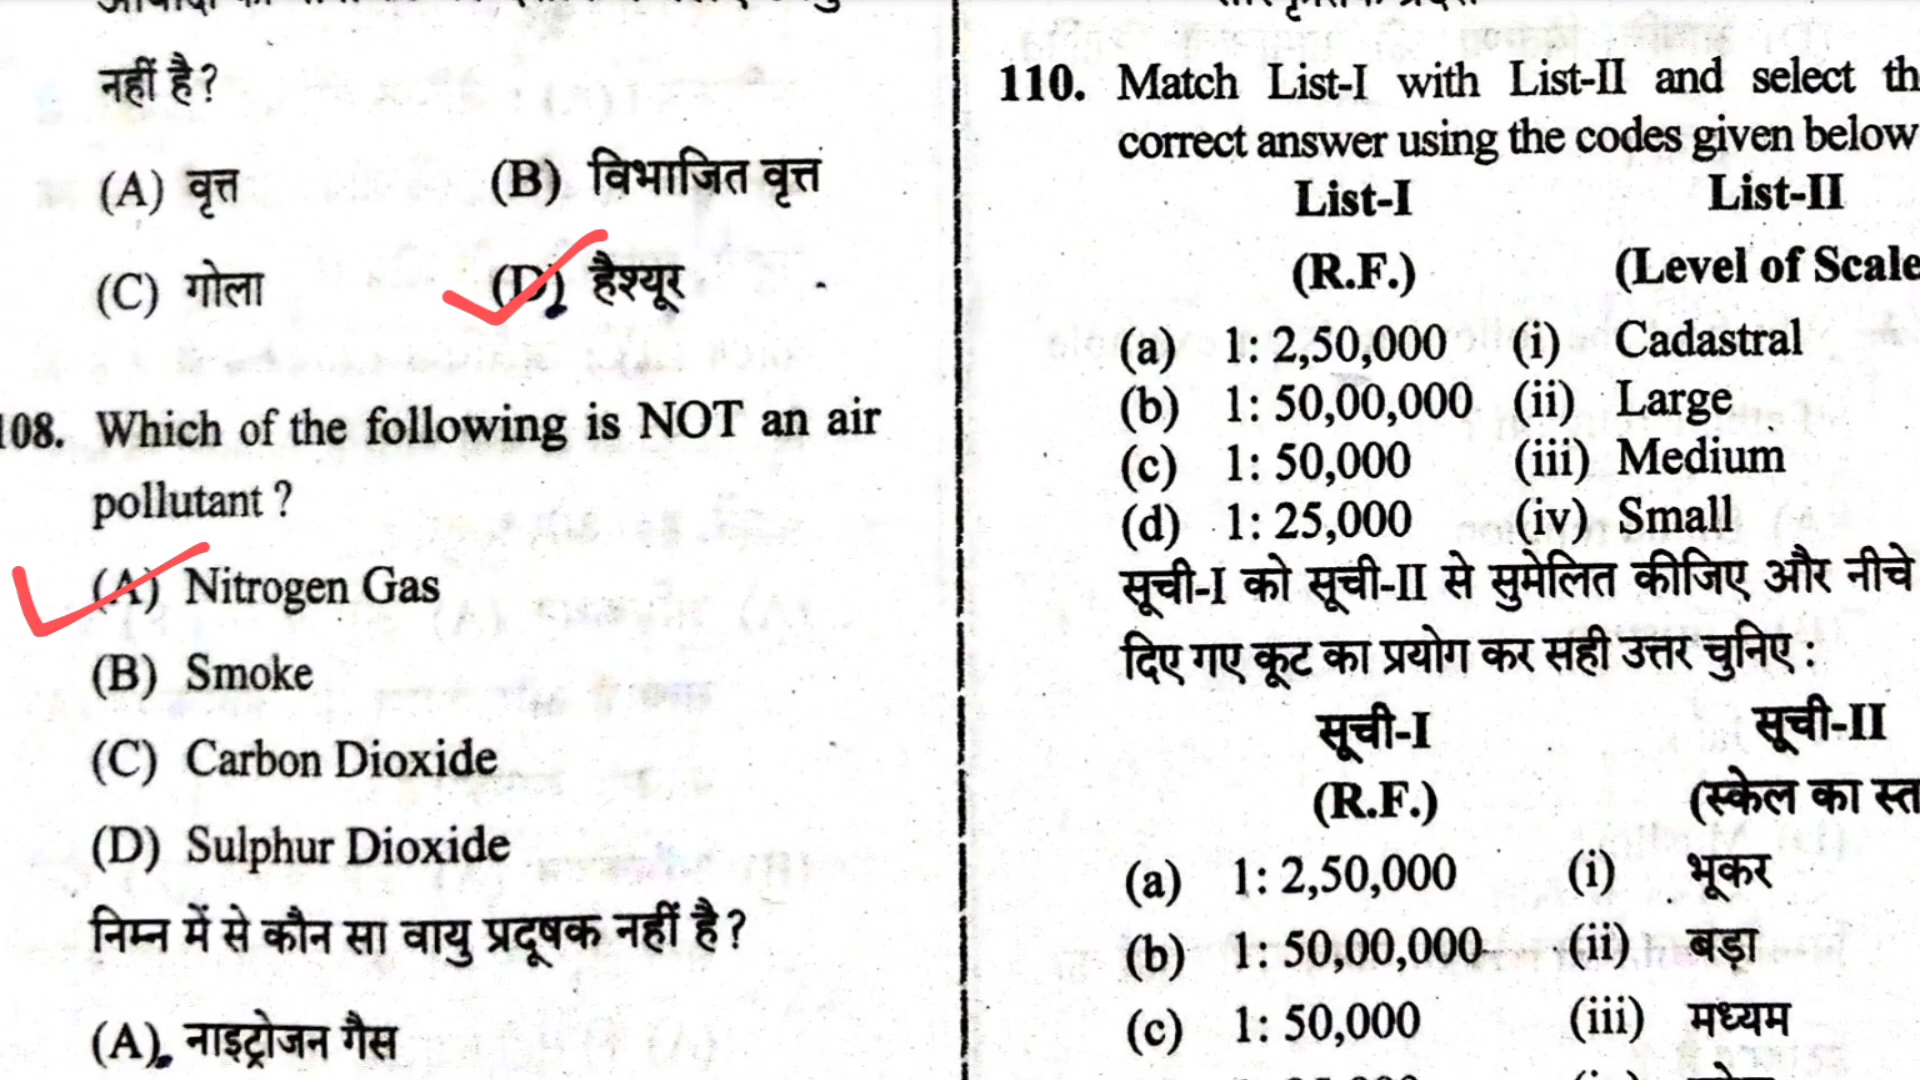 नहीं है?
(A) वृत्त (B) विभाजित वृत्त
(C) गोला (D) हैश्यूर
108. Which of the following is NOT an air
pollutant ?
(A) Nitrogen Gas
(B) Smoke
(C) Carbon Dioxide
(D) Sulphur Dioxide
निम्न में से कौन सा वायु प्रदूषक नहीं है?
(A) नाइट्रोजन गैस
110. Match List-I with List-II and select th
correct answer using the codes given below
List-I List-II
(R.F.) (Level of Scale
(a) 1: 2,50,000 (i) Cadastral
(b) 1: 50,00,000 (ii) Large
(c) 1: 50,000 (iii) Medium
(d) 1: 25,000 (iv) Small
सूची-I को सूची-II से सुमेलित कीजिए और नीचे
दिए गए कूट का प्रयोग कर सही उत्तर चुनिए :
सूची-I सूची-II
(R.F.) (स्केल का स्त
(a) 1: 2,50,000 (i) भूकर
(b) 1: 50,00,000 (ii) बड़ा
(c) 1: 50,000 (iii) मध्यम